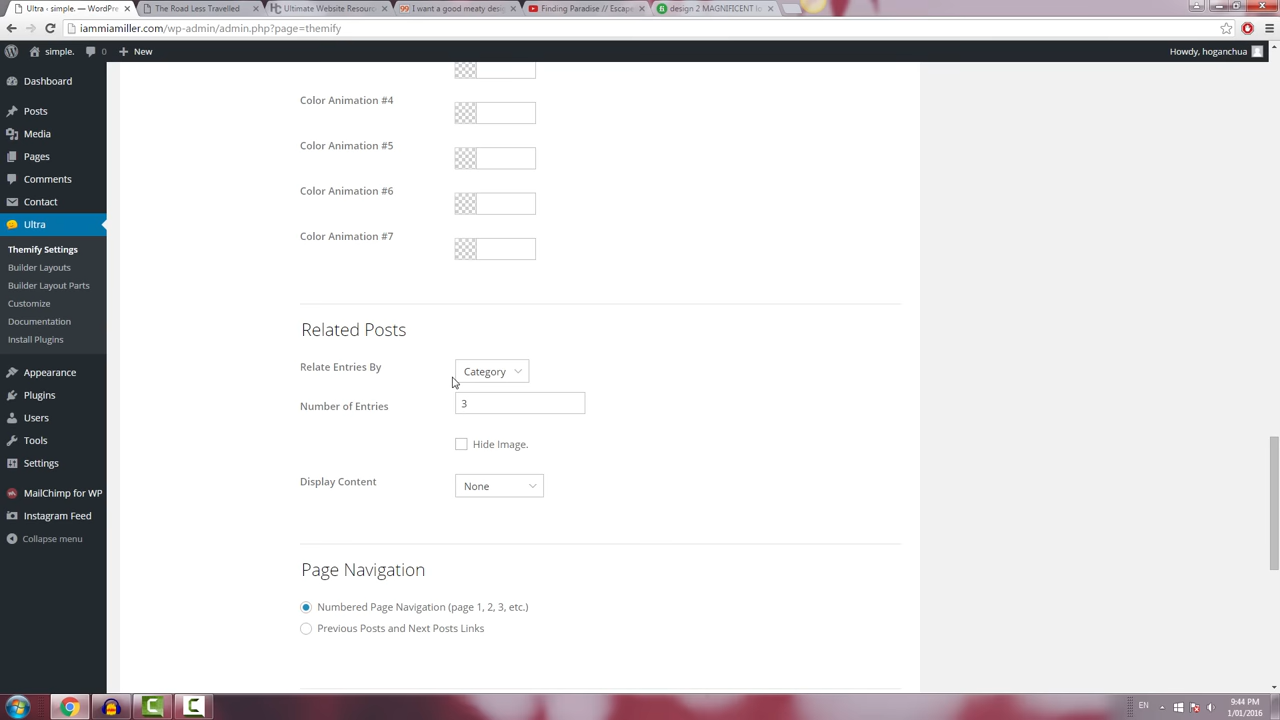 Ultra ‹ simple. — WordPre
The Road Less Travelled
Ultimate Website Resourc
I want a good meaty desi
Finding Paradise // Escape
design 2 MAGNIFICENT lo
iammiamiller.com/wp-admin/admin.php?page=themify
simple.
0
+ New
Howdy, hoganchua
Dashboard
Posts
Media
Pages
Comments
Contact
Ultra
Themify Settings
Builder Layouts
Builder Layout Parts
Customize
Documentation
Install Plugins
Appearance
Plugins
Users
Tools
Settings
MailChimp for WP
Instagram Feed
Collapse menu
Color Animation #4
Color Animation #5
Color Animation #6
Color Animation #7
Related Posts
Relate Entries By
Category
Number of Entries
3
Hide Image.
Display Content
None
Page Navigation
Numbered Page Navigation (page 1, 2, 3, etc.)
Previous Posts and Next Posts Links
EN
9:44 PM
1/01/2016